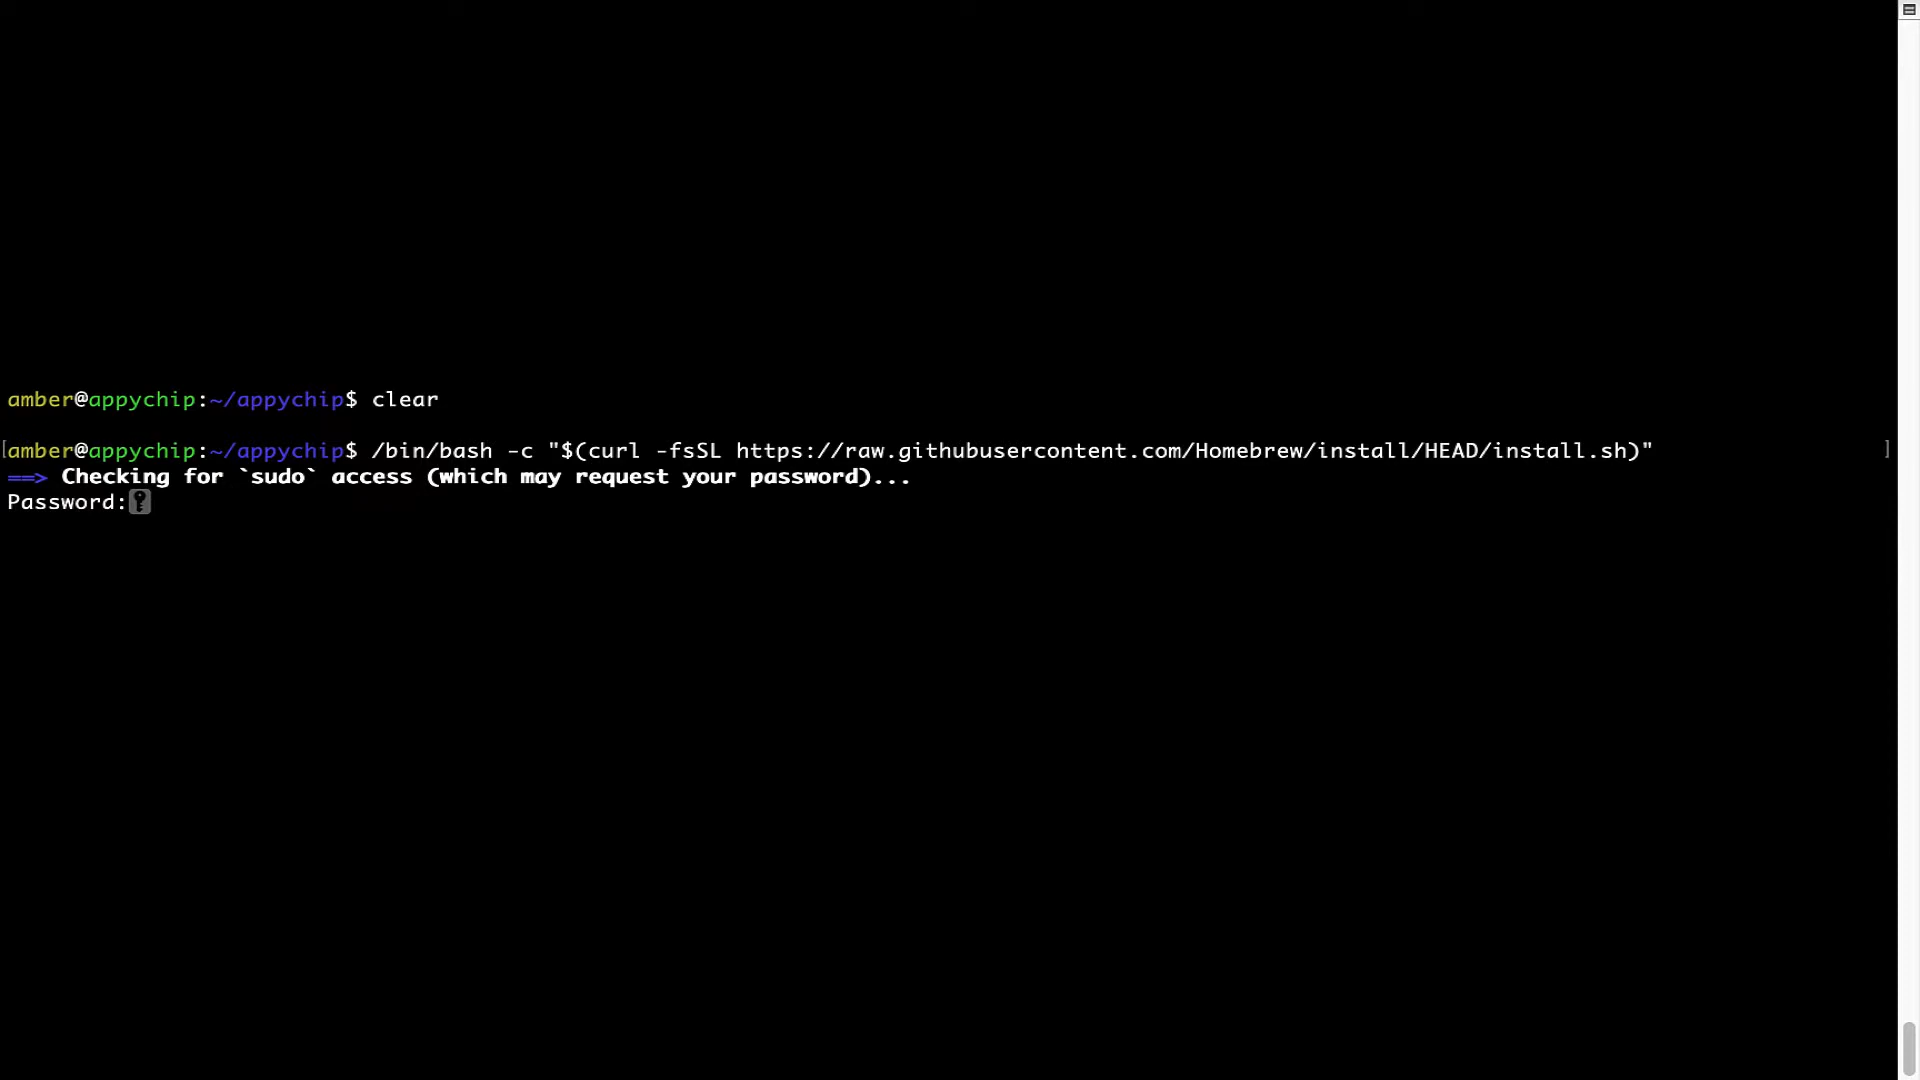 amber@appychip:~/appychip$ clear
[amber@appychip:~/appychip$ /bin/bash -c "$(curl -fsSL https://raw.githubusercontent.com/Homebrew/install/HEAD/install.sh)" ]
==> Checking for `sudo` access (which may request your password)...
Password: